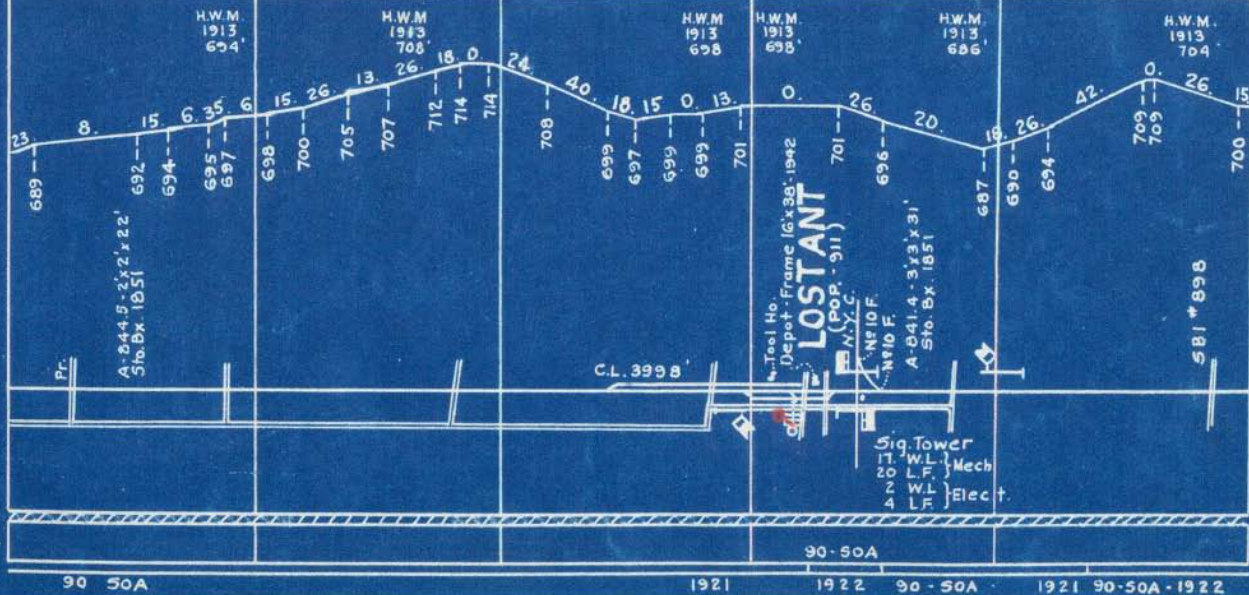 H.W.M
1913
694'
H.W.M
1913
708'
H.W.M
1913
698
H.W.M.
1913
698'
H.W.M.
1913
686'
H.W.M.
1913
704'
23
8.
15.
6.
35.
6
15.
26.
13.
26.
18.
0
24.
40.
18.
15
0.
13.
0.
26
20.
18.
26.
42.
0.
26.
15
689
692
694
695
697
698
700
705
707
712
714
714
708
699
697
699
699
701
701
696
687
690
694
709
709
700
Pr.
A-844.5-2'x2'x22'
Sto. Bx. 1851
C.L. 3998'
Tool Ho.
Depot-Frame 16'x38'-1942
LOSTANT
(POP.-911)
N.Y.C.
Nº 10 F.
Nº 10 F.
A-841.4-3'x3'x31'
Sto. Bx. 1851
SBI #898
Sig. Tower
17. W.L. } Mech
20 L.F.
2 W.L } Elect.
4 L.F.
90-50A
90 50A
1921
1922
90-50A
1921
90-50A-1922